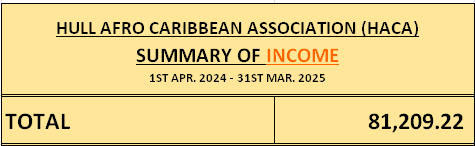 HULL AFRO CARIBBEAN ASSOCIATION (HACA)
SUMMARY OF INCOME
1ST APR. 2024 - 31ST MAR. 2025
TOTAL 81,209.22